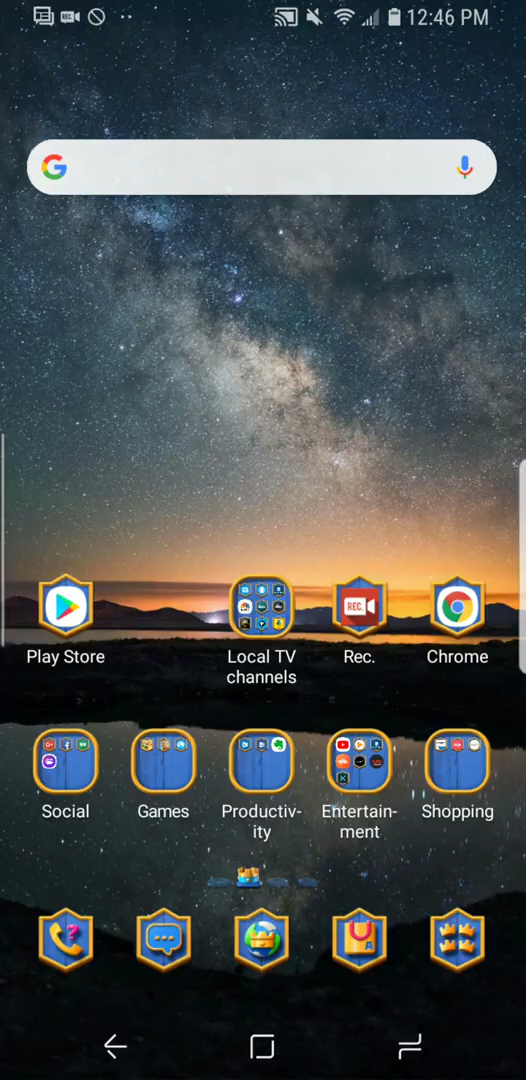 12:46 PM
Play Store
Local TV
channels
Rec.
Chrome
REC.
Social
Games
Productiv-
ity
Entertain-
ment
Shopping